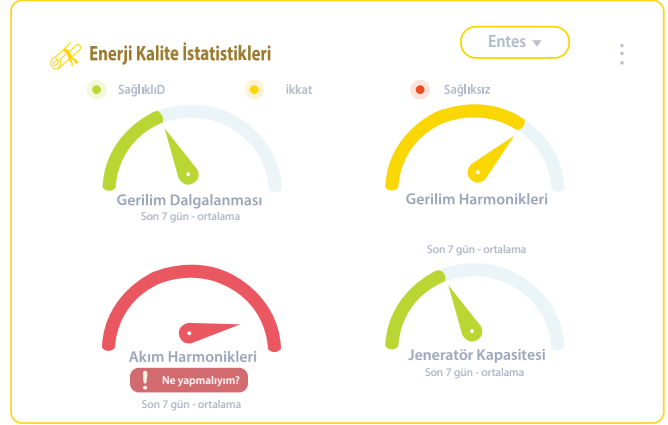 Enerji Kalite İstatistikleri
Entes
SağlıklıD
ikkat
Sağlıksız
Gerilim Dalgalanması
Son 7 gün - ortalama
Gerilim Harmonikleri
Son 7 gün - ortalama
Akım Harmonikleri
! Ne yapmalıyım?
Son 7 gün - ortalama
Jeneratör Kapasitesi
Son 7 gün - ortalama